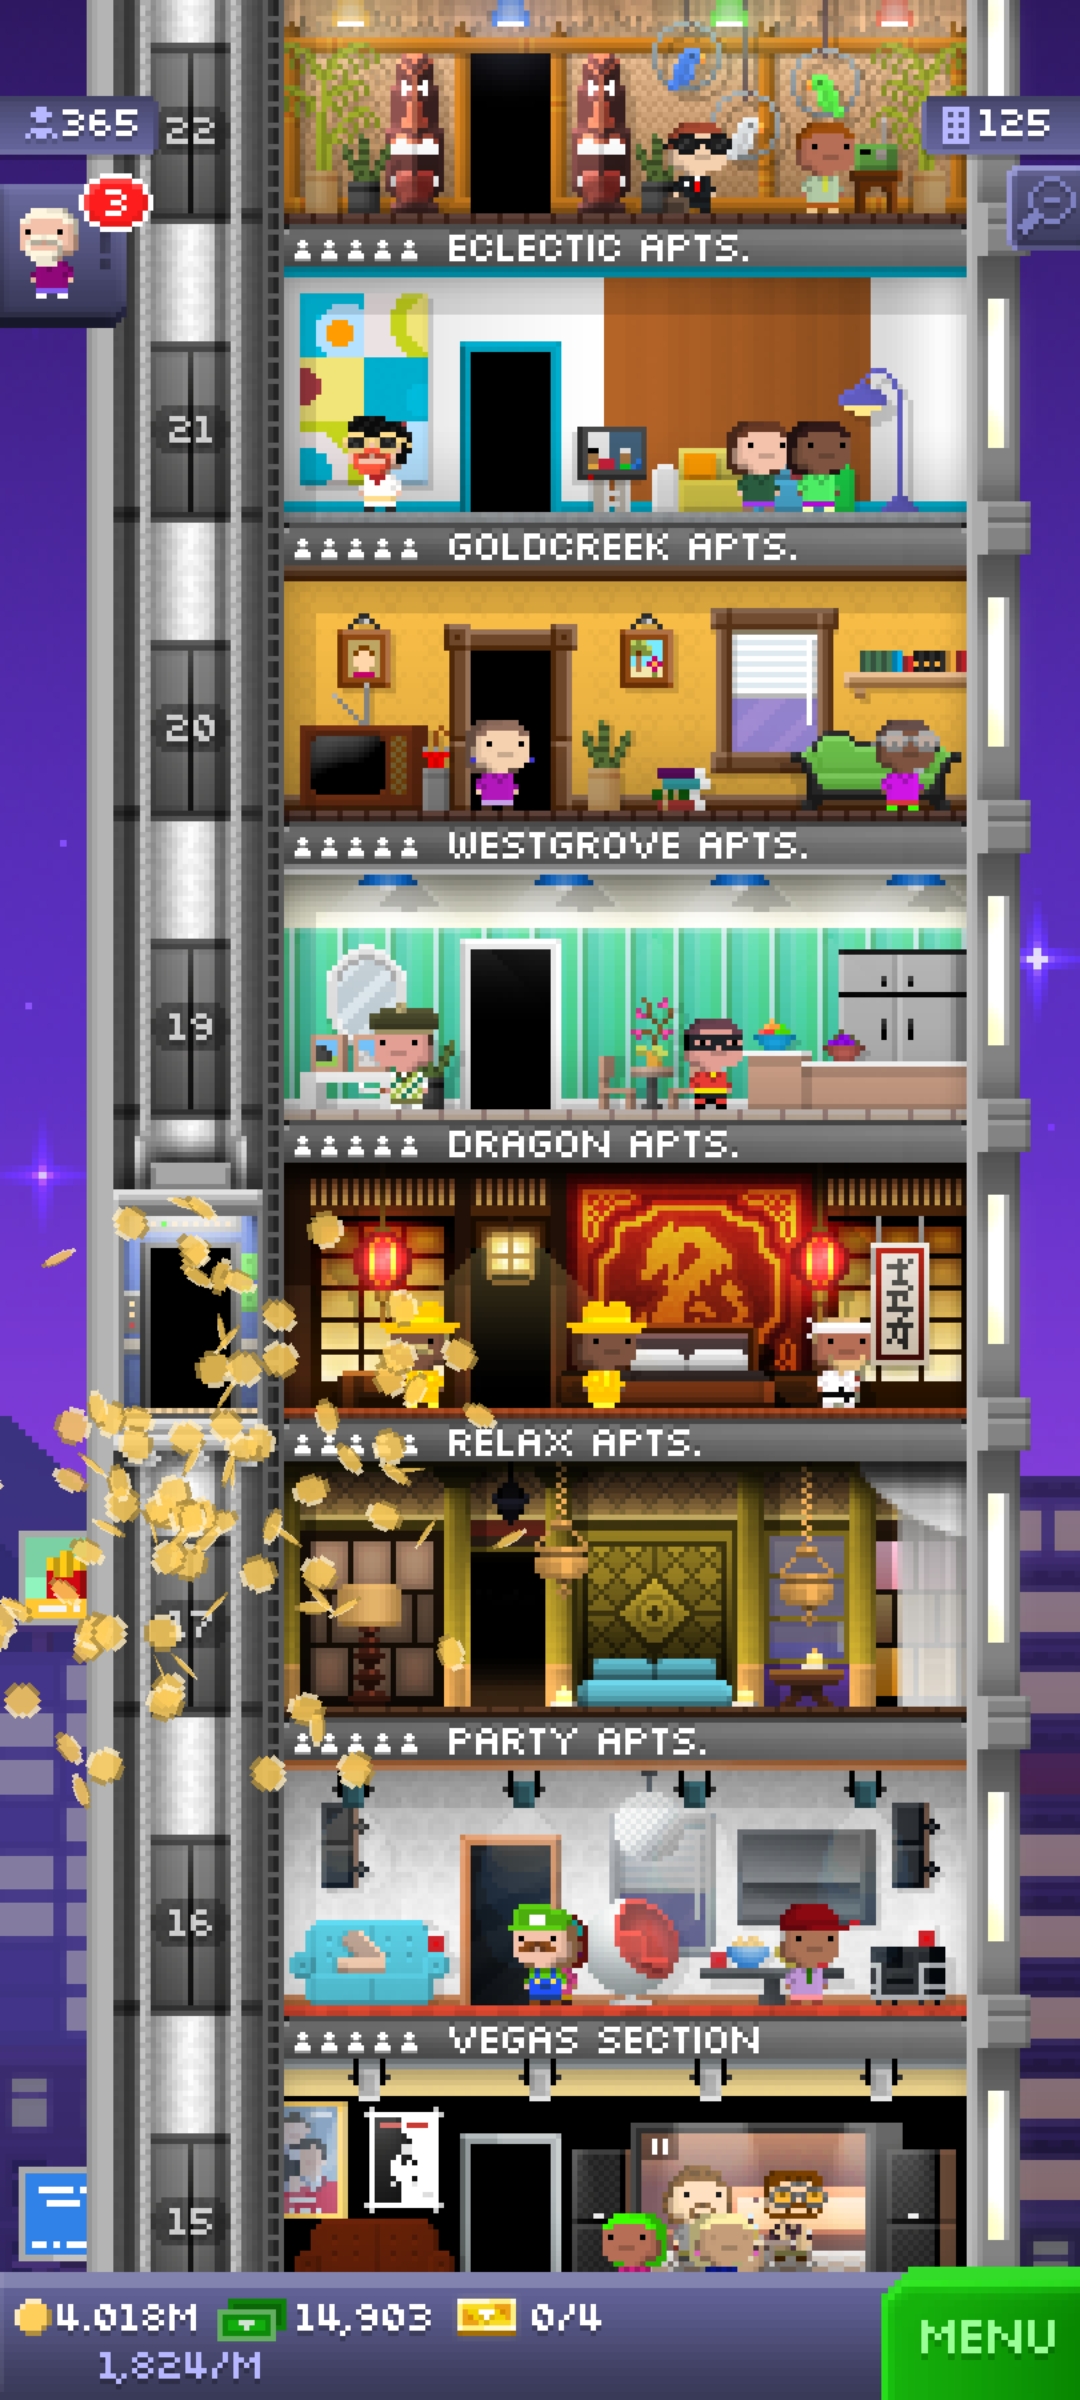 365
22
125
3
ECLECTIC APTS.
21
GOLDCREEK APTS.
20
WESTGROVE APTS.
19
DRAGON APTS.
RELAX APTS.
17
PARTY APTS.
16
VEGAS SECTION
15
4.018M 14,903 0/4
1,824/M
MENU